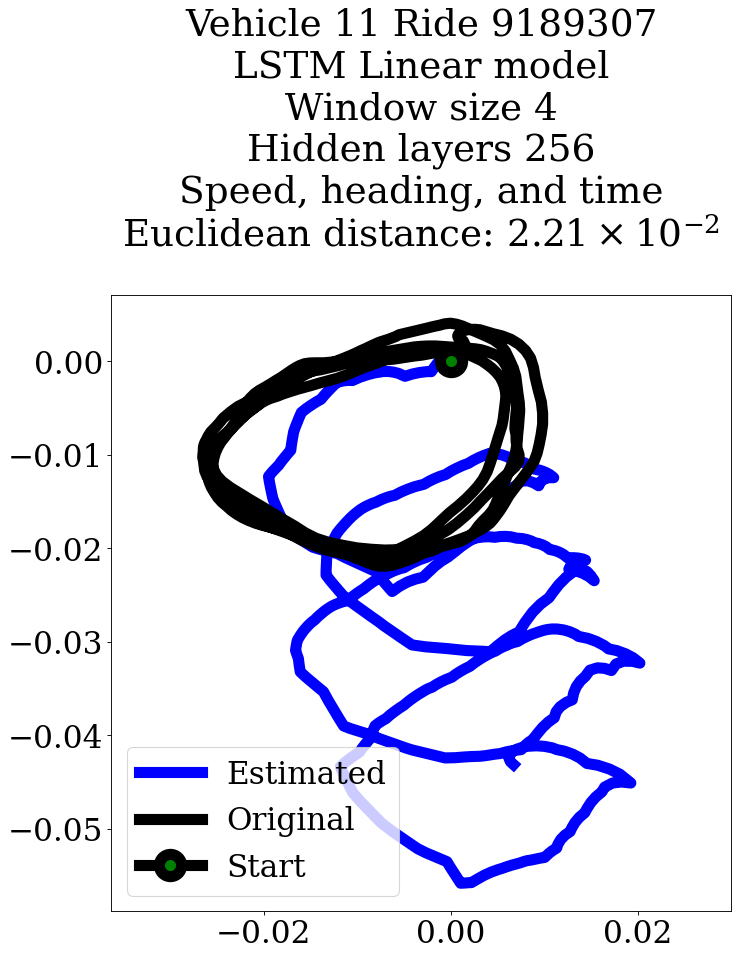 Vehicle 11 Ride 9189307
LSTM Linear model
Window size 4
Hidden layers 256
Speed, heading, and time
Euclidean distance: 2.21 × 10⁻²
0.00
−0.01
−0.02
−0.03
−0.04
−0.05
Estimated
Original
Start
−0.02 0.00 0.02